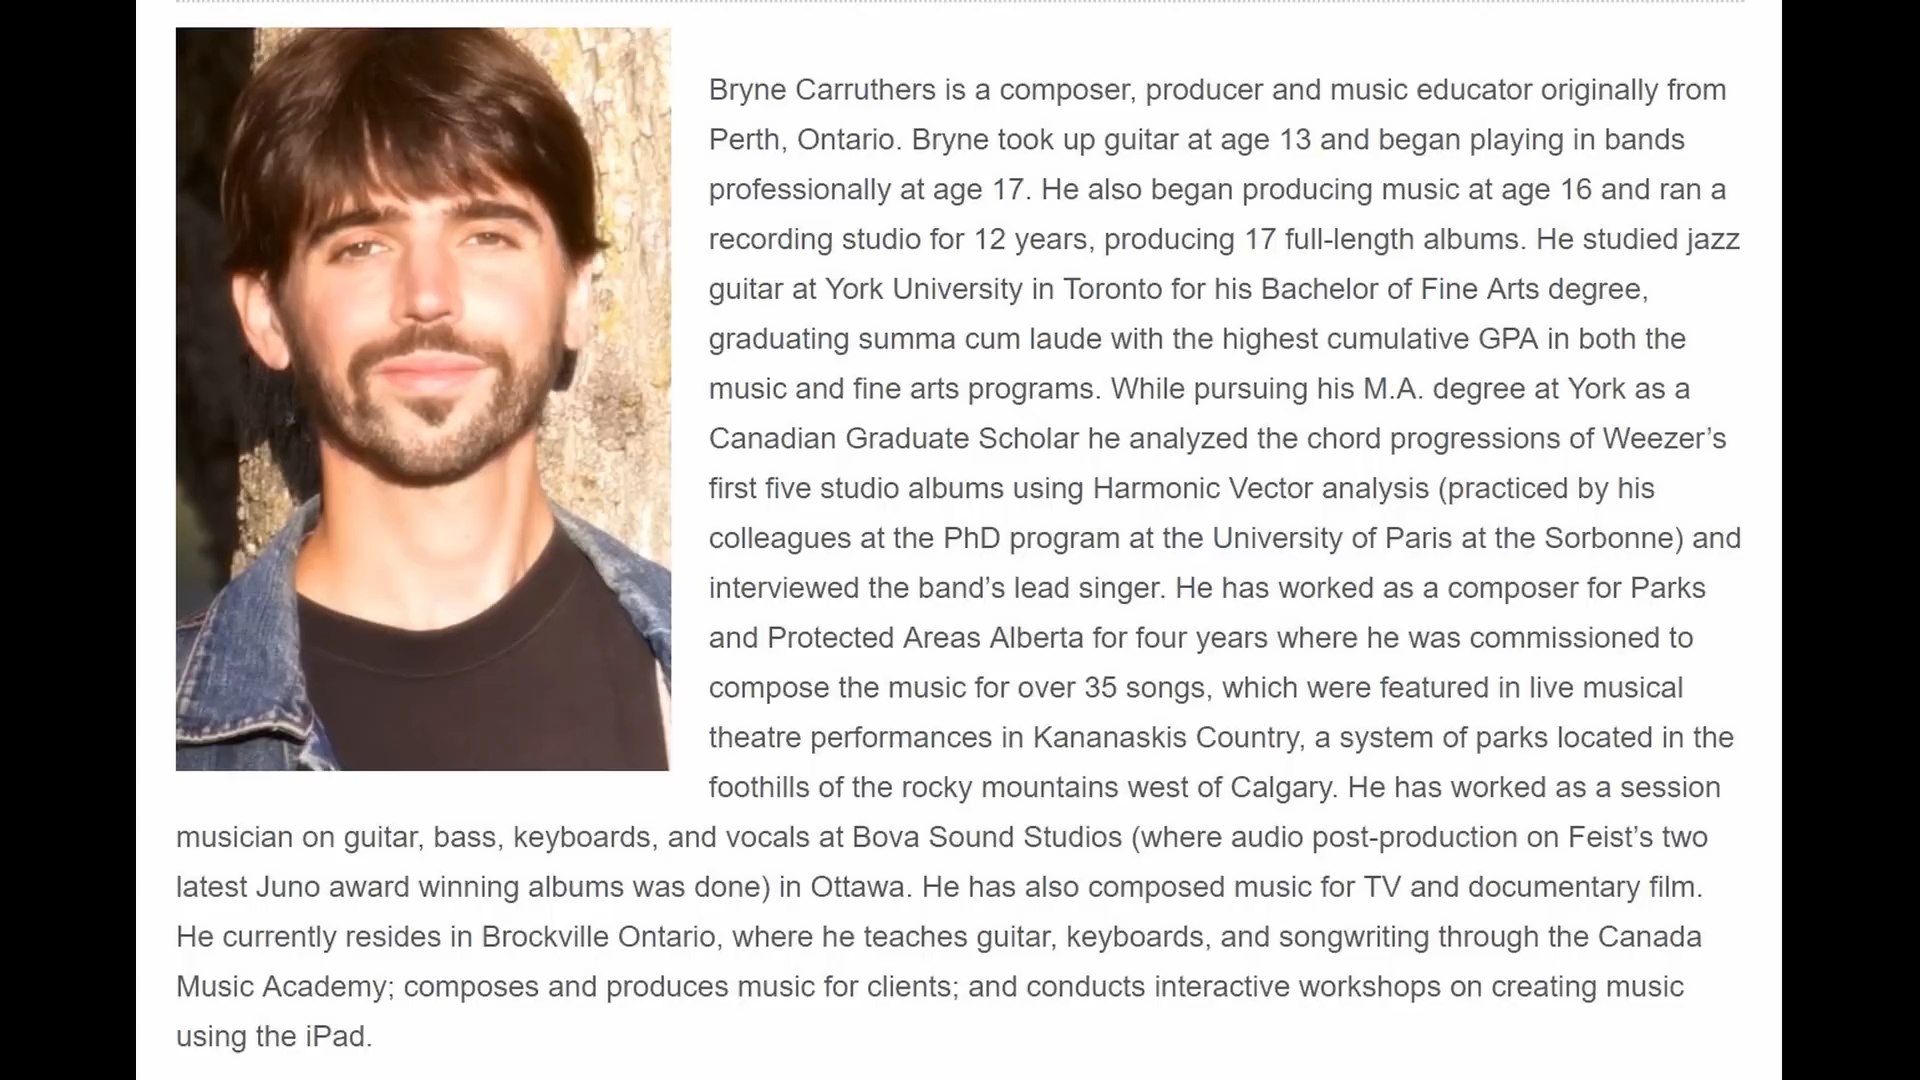 Bryne Carruthers is a composer, producer and music educator originally from
Perth, Ontario. Bryne took up guitar at age 13 and began playing in bands
professionally at age 17. He also began producing music at age 16 and ran a
recording studio for 12 years, producing 17 full-length albums. He studied jazz
guitar at York University in Toronto for his Bachelor of Fine Arts degree,
graduating summa cum laude with the highest cumulative GPA in both the
music and fine arts programs. While pursuing his M.A. degree at York as a
Canadian Graduate Scholar he analyzed the chord progressions of Weezer’s
first five studio albums using Harmonic Vector analysis (practiced by his
colleagues at the PhD program at the University of Paris at the Sorbonne) and
interviewed the band’s lead singer. He has worked as a composer for Parks
and Protected Areas Alberta for four years where he was commissioned to
compose the music for over 35 songs, which were featured in live musical
theatre performances in Kananaskis Country, a system of parks located in the
foothills of the rocky mountains west of Calgary. He has worked as a session
musician on guitar, bass, keyboards, and vocals at Bova Sound Studios (where audio post-production on Feist’s two
latest Juno award winning albums was done) in Ottawa. He has also composed music for TV and documentary film.
He currently resides in Brockville Ontario, where he teaches guitar, keyboards, and songwriting through the Canada
Music Academy; composes and produces music for clients; and conducts interactive workshops on creating music
using the iPad.